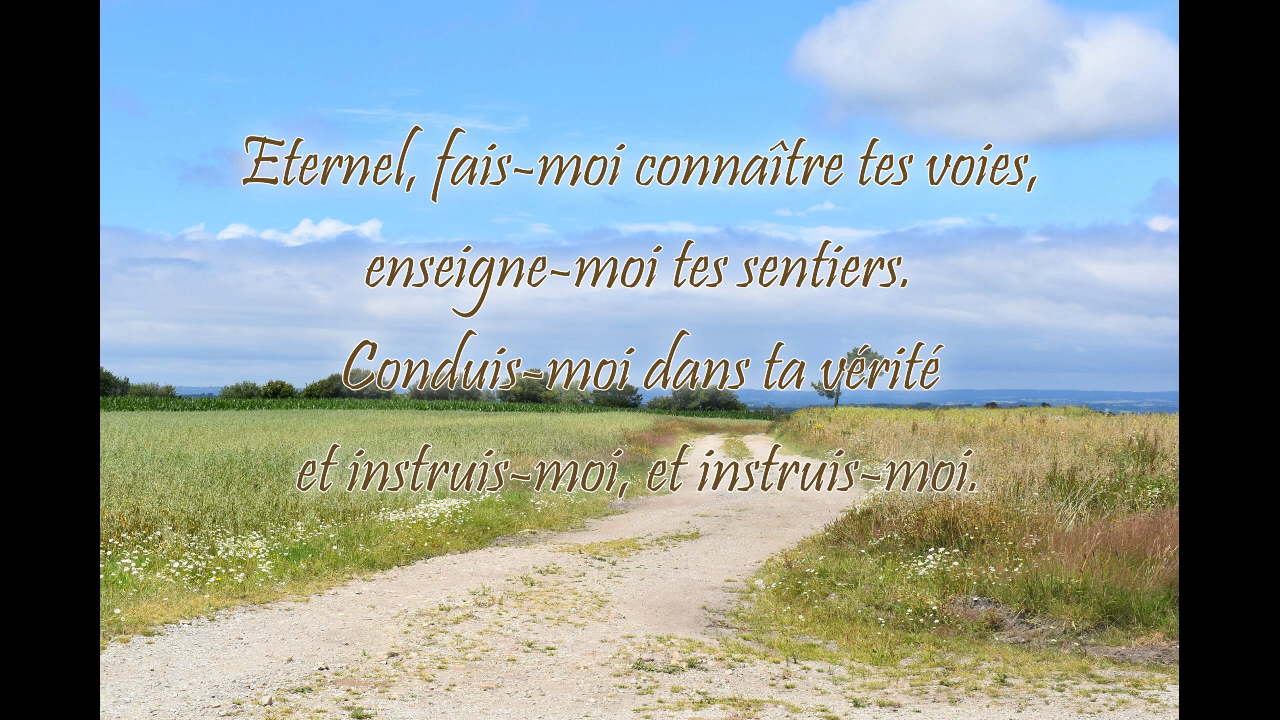 Eternel, fais-moi connaître tes voies,
enseigne-moi tes sentiers.
Conduis-moi dans ta vérité
et instruis-moi, et instruis-moi.